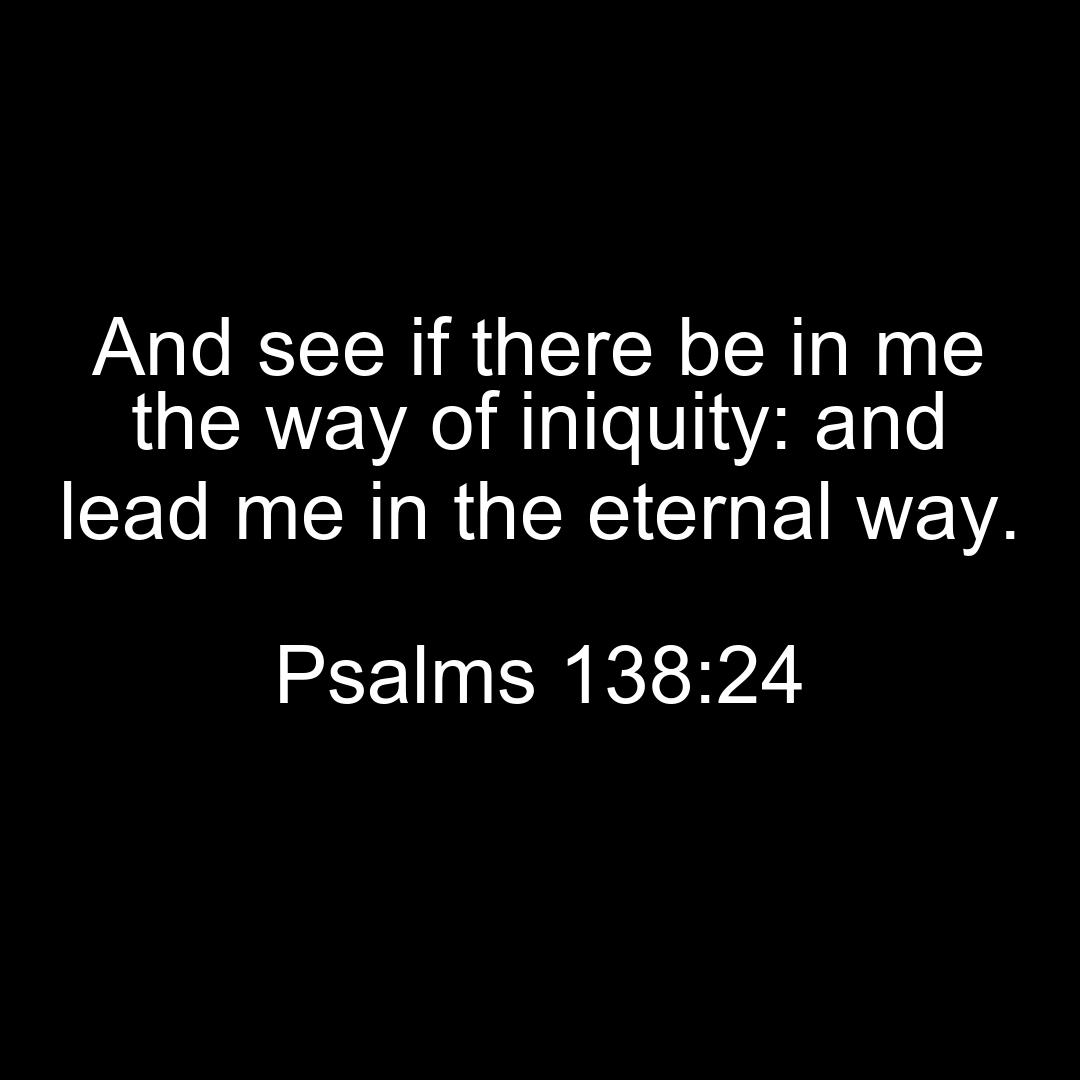 And see if there be in me
the way of iniquity: and
lead me in the eternal way.
Psalms 138:24